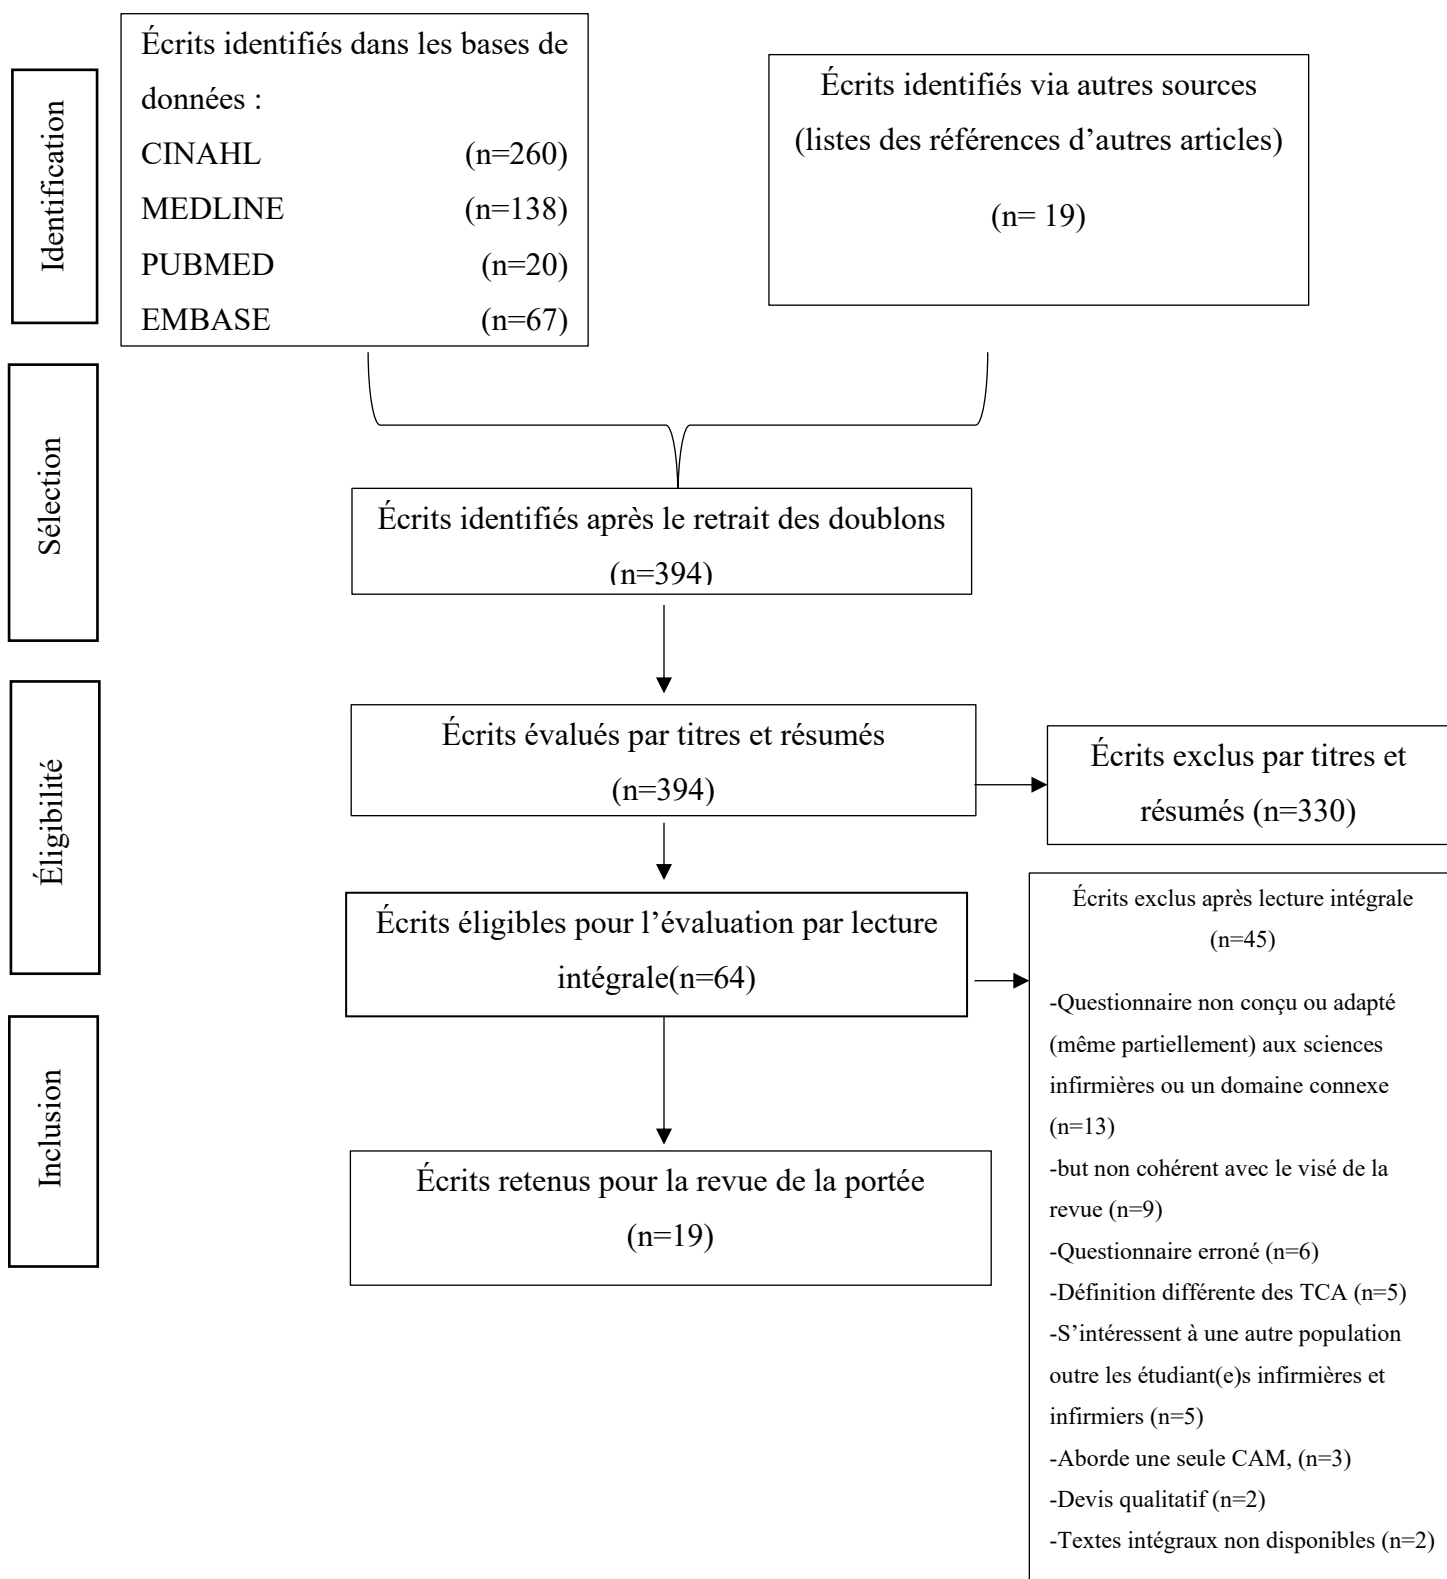 Identification
Écrits identifiés dans les bases de
données :
CINAHL (n=260)
MEDLINE (n=138)
PUBMED (n=20)
EMBASE (n=67)
Écrits identifiés via autres sources
(listes des références d’autres articles)
(n= 19)
Sélection
Écrits identifiés après le retrait des doublons
(n=394)
Éligibilité
Écrits évalués par titres et résumés
(n=394)
Écrits exclus par titres et
résumés (n=330)
Écrits éligibles pour l’évaluation par lecture
intégrale(n=64)
Écrits exclus après lecture intégrale
(n=45)
-Questionnaire non conçu ou adapté
(même partiellement) aux sciences
infirmières ou un domaine connexe
(n=13)
-but non cohérent avec le visé de la
revue (n=9)
-Questionnaire erroné (n=6)
-Définition différente des TCA (n=5)
-S’intéressent à une autre population
outre les étudiant(e)s infirmières et
infirmiers (n=5)
-Aborde une seule CAM, (n=3)
-Devis qualitatif (n=2)
-Textes intégraux non disponibles (n=2)
Inclusion
Écrits retenus pour la revue de la portée
(n=19)